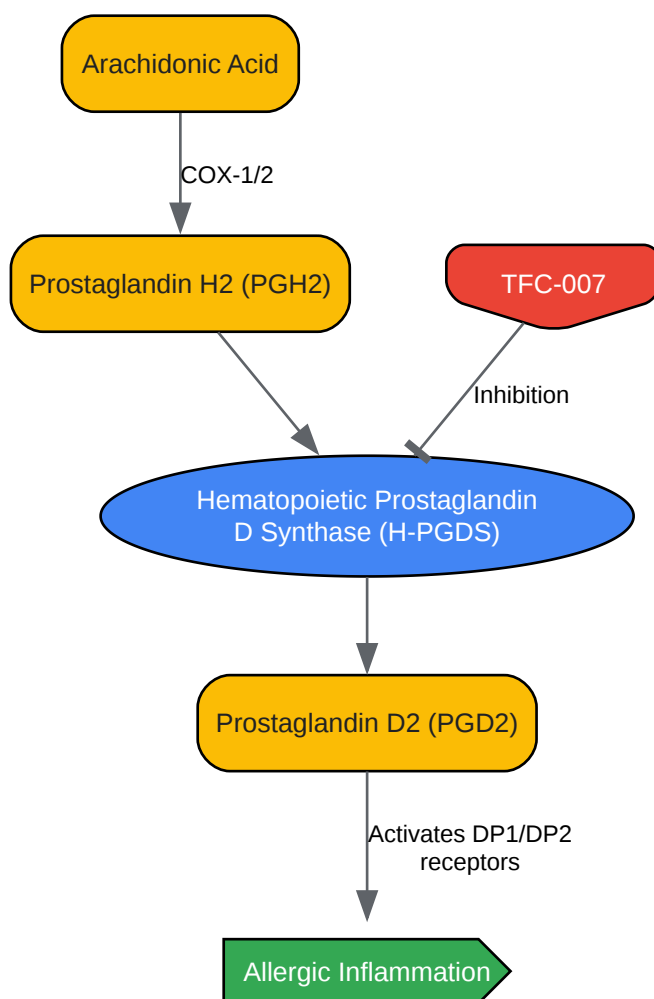 Arachidonic Acid
COX-1/2
Prostaglandin H2 (PGH2)
TFC-007
Inhibition
Hematopoietic Prostaglandin
D Synthase (H-PGDS)
Prostaglandin D2 (PGD2)
Activates DP1/DP2
receptors
Allergic Inflammation